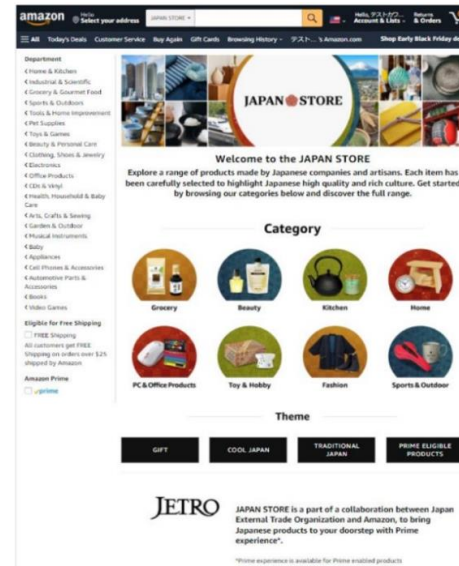 amazon
Hello
Select your address
JAPAN STORE
Account & Lists
Returns
& Orders
All Today's Deals Customer Service Buy Again Gift Cards Browsing History テスト... 's Amazon.com Shop Early Black Friday de
JAPAN STORE
Department
Home & Kitchen
Industrial & Scientific
Grocery & Gourmet Food
Sports & Outdoors
Tools & Home Improvement
Pet Supplies
Toys & Games
Beauty & Personal Care
Clothing, Shoes & Jewelry
Electronics
Office Products
CDs & Vinyl
Health, Household & Baby
Care
Arts, Crafts & Sewing
Garden & Outdoor
Musical Instruments
Baby
Appliances
Cell Phones & Accessories
Automotive Parts &
Accessories
Books
Video Games
Eligible for Free Shipping
FREE Shipping
All customers get FREE
Shipping on orders over $25
shipped by Amazon
Amazon Prime
prime
Welcome to the JAPAN STORE
Explore a range of products made by Japanese companies and artisans. Each item has
been carefully selected to highlight Japanese high quality and rich culture. Get started
by browsing our categories below and discover the full range.
Category
Grocery Beauty Kitchen Home
PC & Office Products Toy & Hobby Fashion Sports & Outdoor
Theme
GIFT
COOL JAPAN
TRADITIONAL
JAPAN
PRIME ELIGIBLE
PRODUCTS
JETRO
JAPAN STORE is a part of a collaboration between Japan
External Trade Organization and Amazon, to bring
Japanese products to your doorstep with Prime
experience*.
*Prime experience is available for Prime enabled products